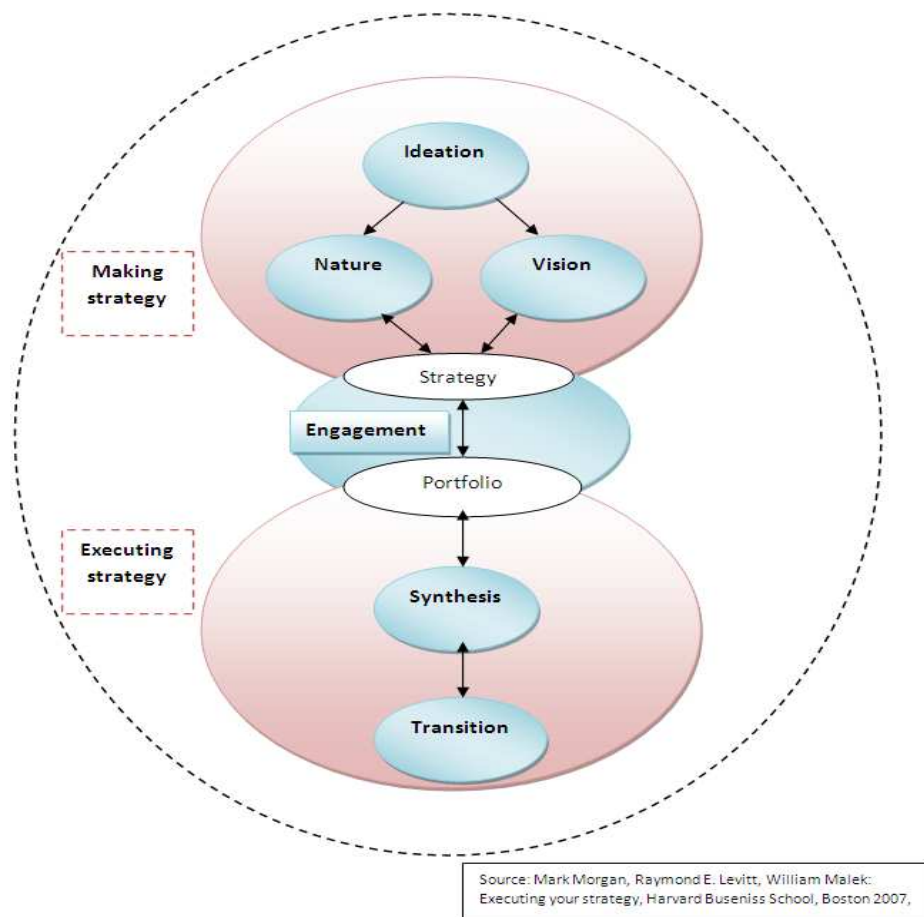 Ideation
Nature
Vision
Making
strategy
Strategy
Engagement
Portfolio
Executing
strategy
Synthesis
Transition
Source: Mark Morgan, Raymond E. Levitt, William Malek:
Executing your strategy, Harvard Buseniss School, Boston 2007,